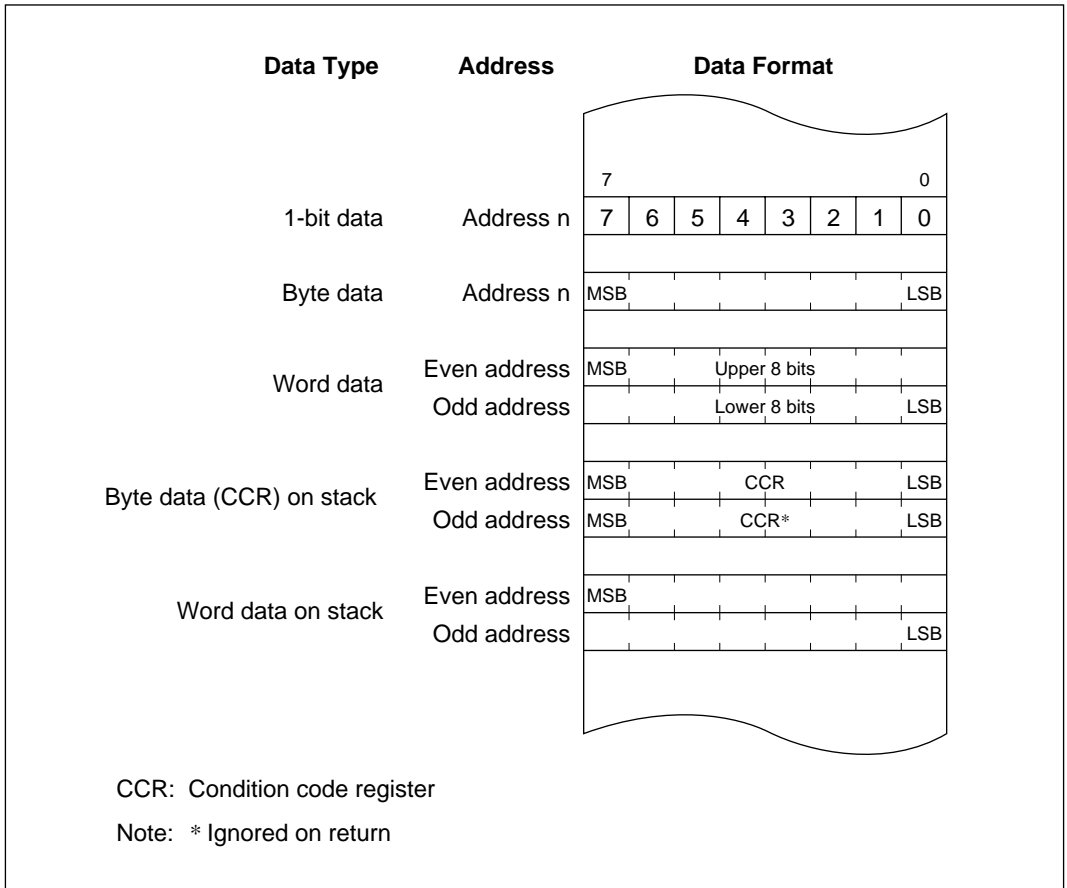 Data Type Address Data Format
7 0
1-bit data Address n 7 6 5 4 3 2 1 0
Byte data Address n MSB LSB
Word data
Even address MSB Upper 8 bits
Odd address Lower 8 bits LSB
Byte data (CCR) on stack
Even address MSB CCR LSB
Odd address MSB CCR* LSB
Word data on stack
Even address MSB
Odd address LSB
CCR: Condition code register
Note: * Ignored on return